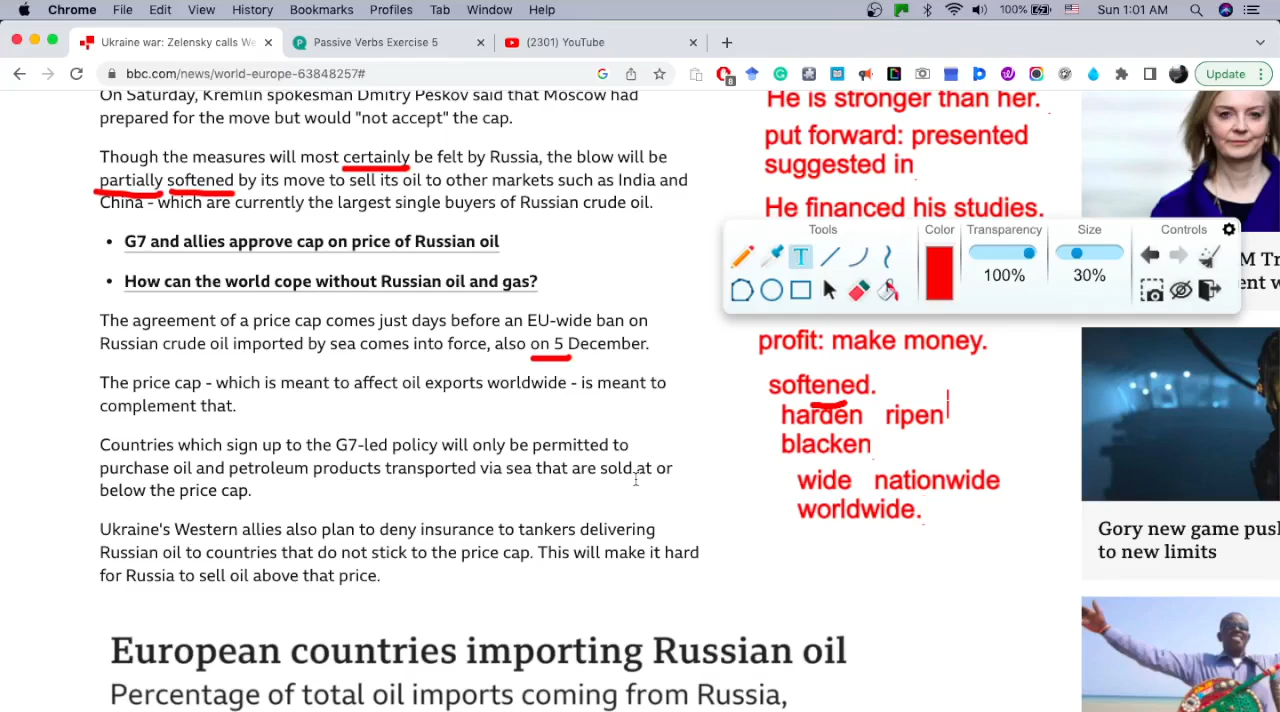 Chrome File Edit View History Bookmarks Profiles Tab Window Help 100% Sun 1:01 AM
Ukraine war: Zelensky calls We Passive Verbs Exercise 5 (2301) YouTube
bbc.com/news/world-europe-63848257# 8 Update
On Saturday, Kremlin spokesman Dmitry Peskov said that Moscow had
prepared for the move but would "not accept" the cap.
Though the measures will most certainly be felt by Russia, the blow will be
partially softened by its move to sell its oil to other markets such as India and
China - which are currently the largest single buyers of Russian crude oil.
• G7 and allies approve cap on price of Russian oil
• How can the world cope without Russian oil and gas?
The agreement of a price cap comes just days before an EU-wide ban on
Russian crude oil imported by sea comes into force, also on 5 December.
The price cap - which is meant to affect oil exports worldwide - is meant to
complement that.
Countries which sign up to the G7-led policy will only be permitted to
purchase oil and petroleum products transported via sea that are sold at or
below the price cap.
Ukraine's Western allies also plan to deny insurance to tankers delivering
Russian oil to countries that do not stick to the price cap. This will make it hard
for Russia to sell oil above that price.
European countries importing Russian oil
Percentage of total oil imports coming from Russia,
He is stronger than her.
put forward: presented
suggested in
He financed his studies.
Tools Color Transparency Size Controls
T
100% 30%
profit: make money.
softened.
harden ripen
blacken
wide nationwide
worldwide.
M Tr
ent w
Gory new game push
to new limits